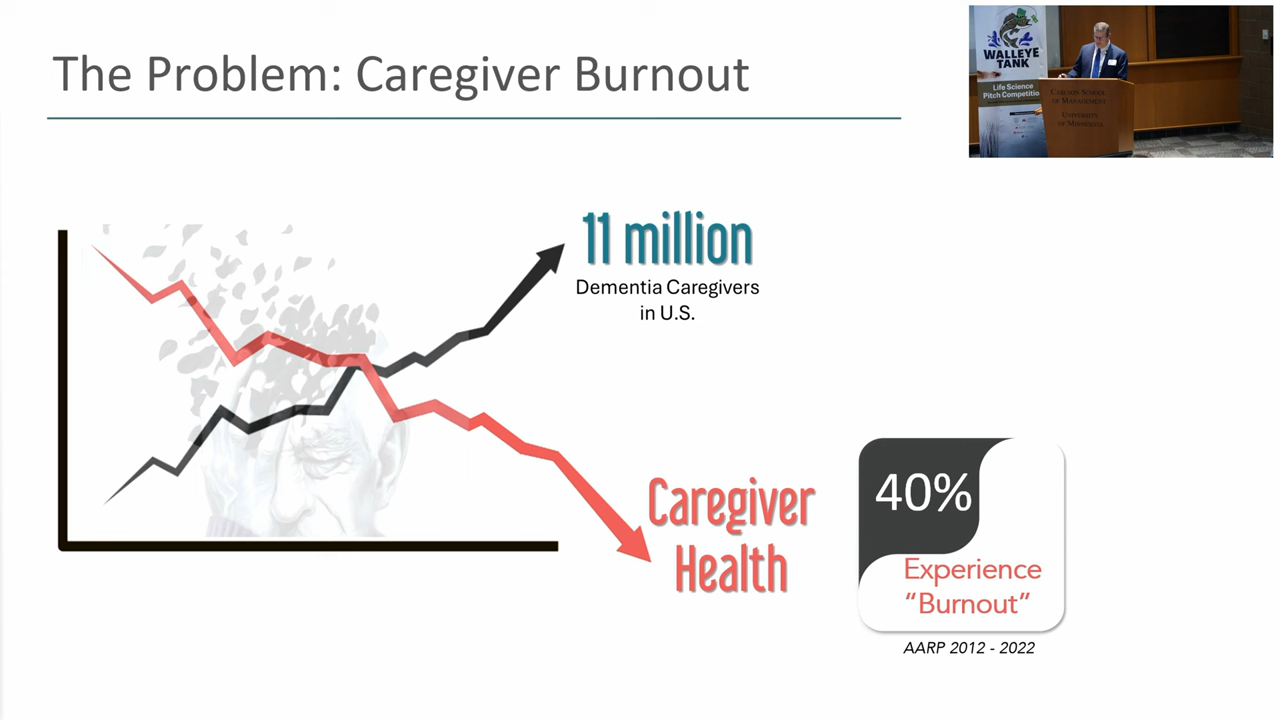 The Problem: Caregiver Burnout
WALLEYE
TANK
Life Science
Pitch Competitio
CARLSON SCHOOL
OF MANAGEMENT
UNIVERSITY
OF MINNESOTA
11 million
Dementia Caregivers
in U.S.
Caregiver
Health
40%
Experience
“Burnout”
AARP 2012 - 2022